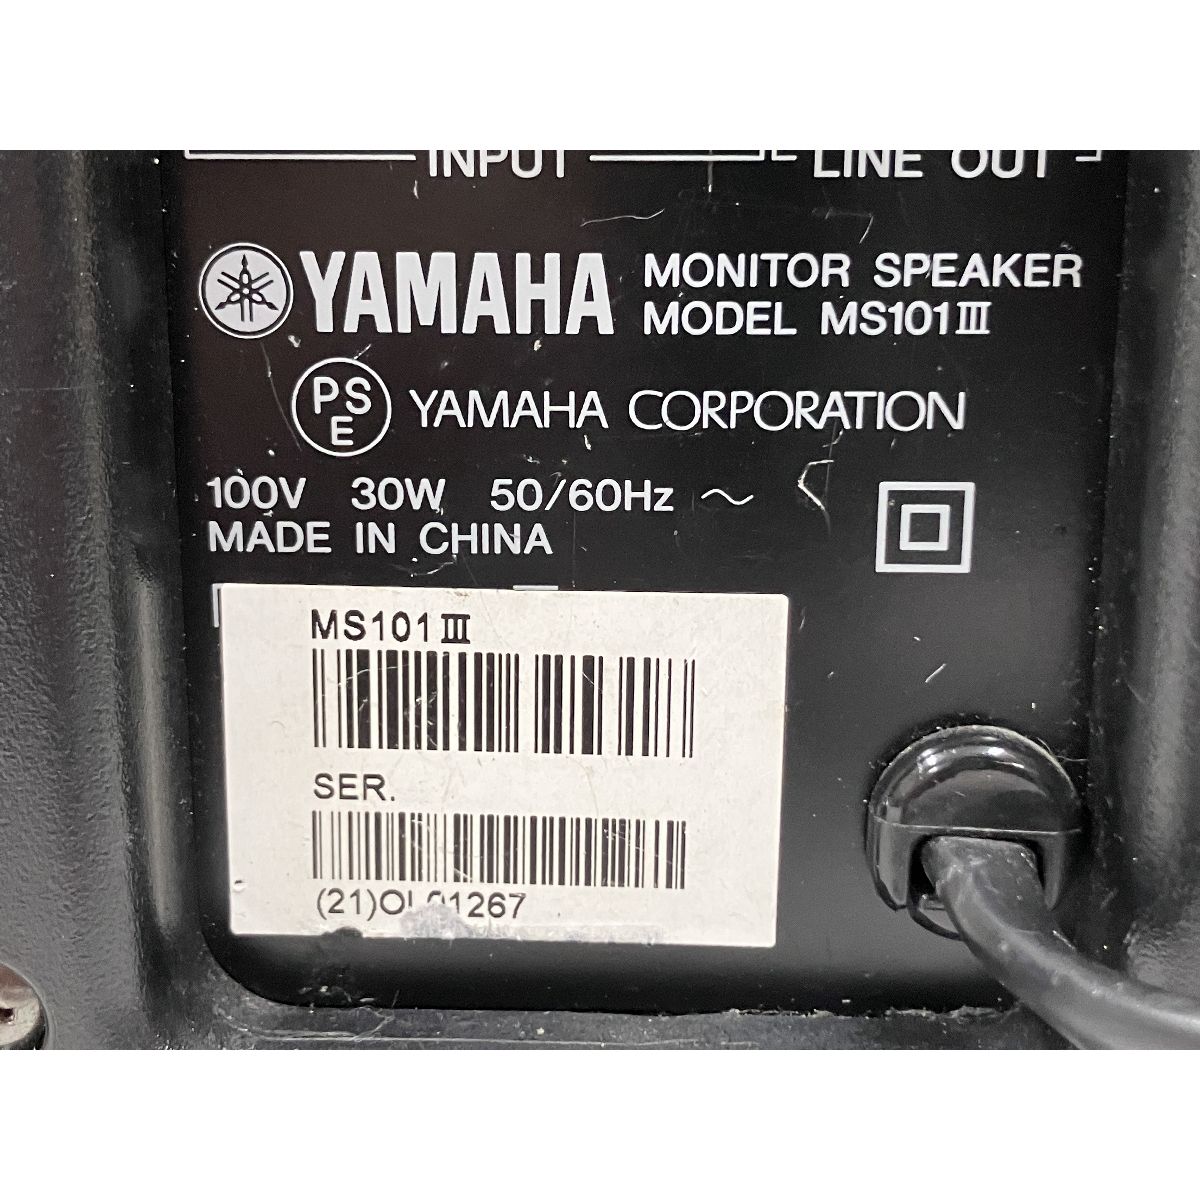 INPUT LINE OUT
YAMAHA MONITOR SPEAKER
MODEL MS101III
PSE YAMAHA CORPORATION
100V 30W 50/60Hz ~
MADE IN CHINA
MS101III
SER.